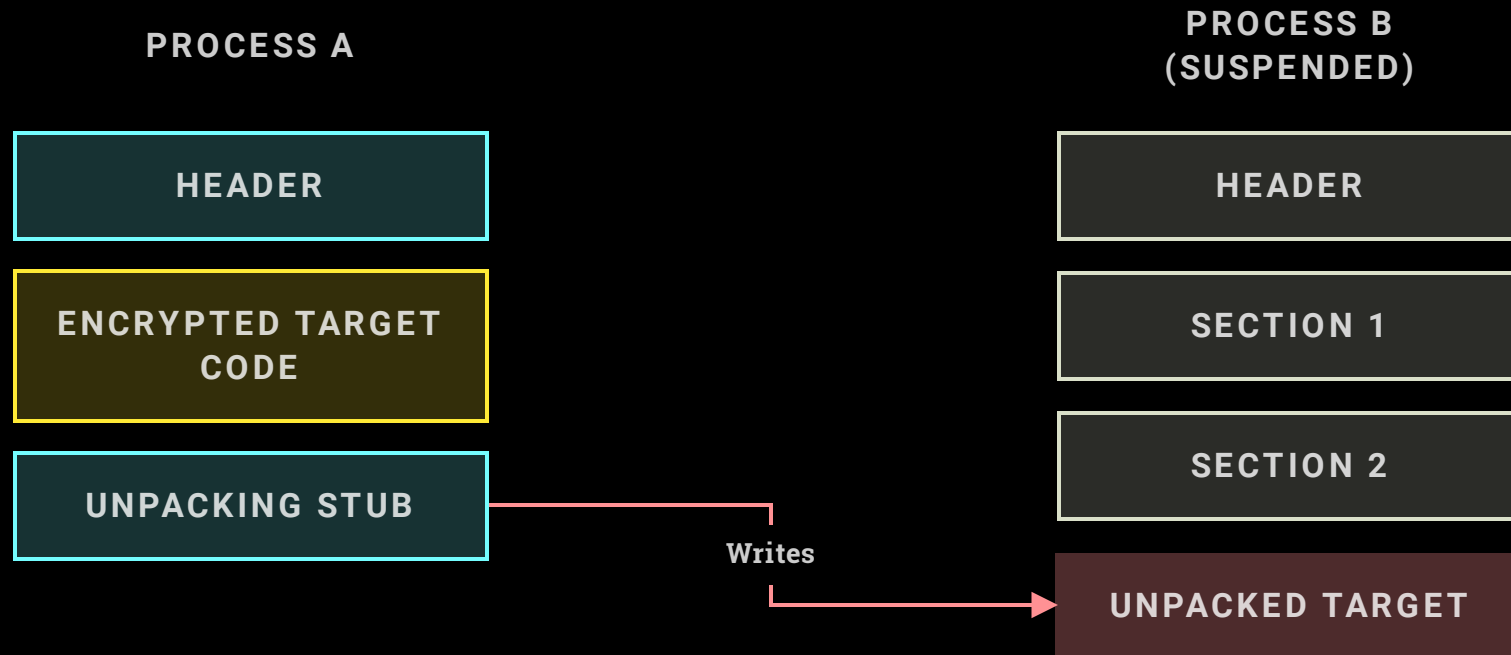 PROCESS A
PROCESS B
(SUSPENDED)
HEADER
HEADER
ENCRYPTED TARGET
CODE
SECTION 1
SECTION 2
UNPACKING STUB
Writes
UNPACKED TARGET